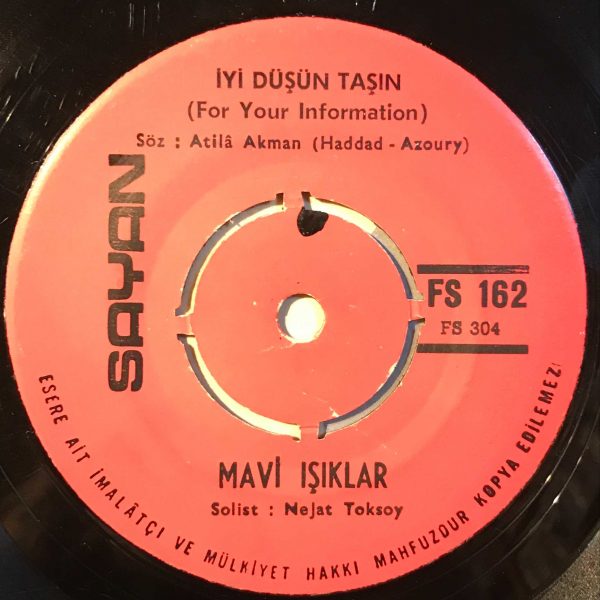 İYİ DÜŞÜN TAŞIN
(For Your Information)
Söz : Atilâ Akman (Haddad - Azoury)
SAYAN
FS 162
FS 304
MAVİ IŞIKLAR
Solist : Nejat Toksoy
ESERE AİT İMALÂTÇI VE MÜLKİYET HAKKI MAHFUZDUR KOPYA EDİLEMEZ!